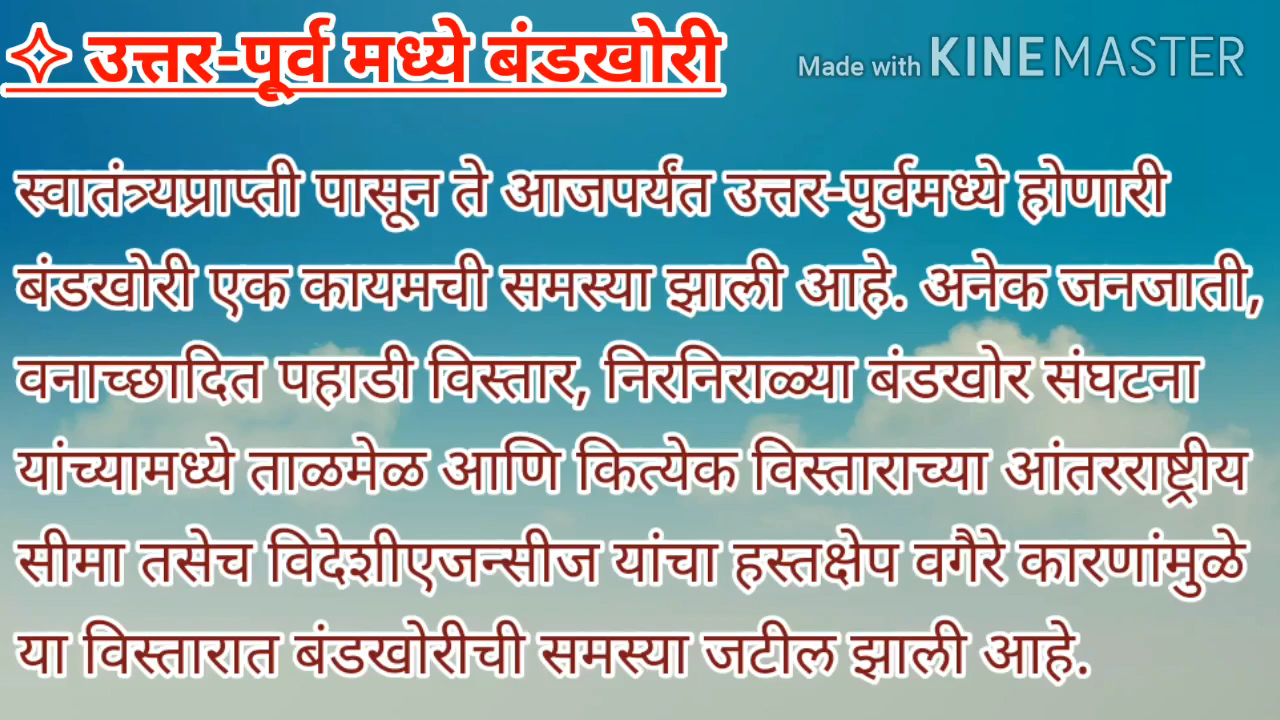 ✧ उत्तर-पूर्व मध्ये बंडखोरी
Made with KINEMASTER
स्वातंत्र्यप्राप्ती पासून ते आजपर्यंत उत्तर-पुर्वमध्ये होणारी
बंडखोरी एक कायमची समस्या झाली आहे. अनेक जनजाती,
वनाच्छादित पहाडी विस्तार, निरनिराळ्या बंडखोर संघटना
यांच्यामध्ये ताळमेळ आणि कित्येक विस्ताराच्या आंतरराष्ट्रीय
सीमा तसेच विदेशीएजन्सीज यांचा हस्तक्षेप वगैरे कारणांमुळे
या विस्तारात बंडखोरीची समस्या जटील झाली आहे.